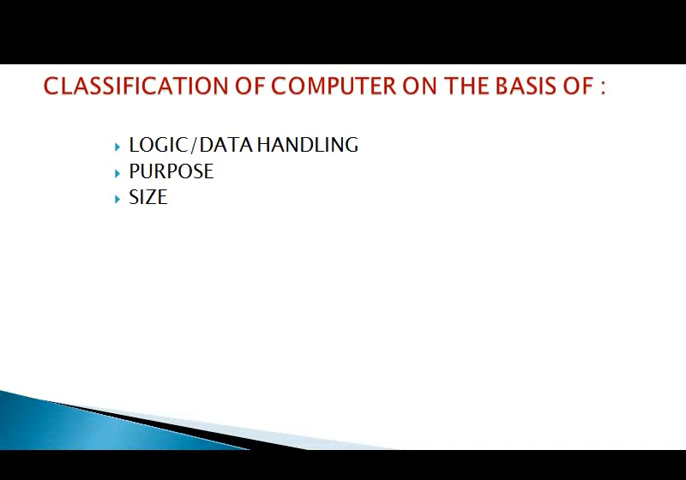 CLASSIFICATION OF COMPUTER ON THE BASIS OF :
LOGIC/DATA HANDLING
PURPOSE
SIZE